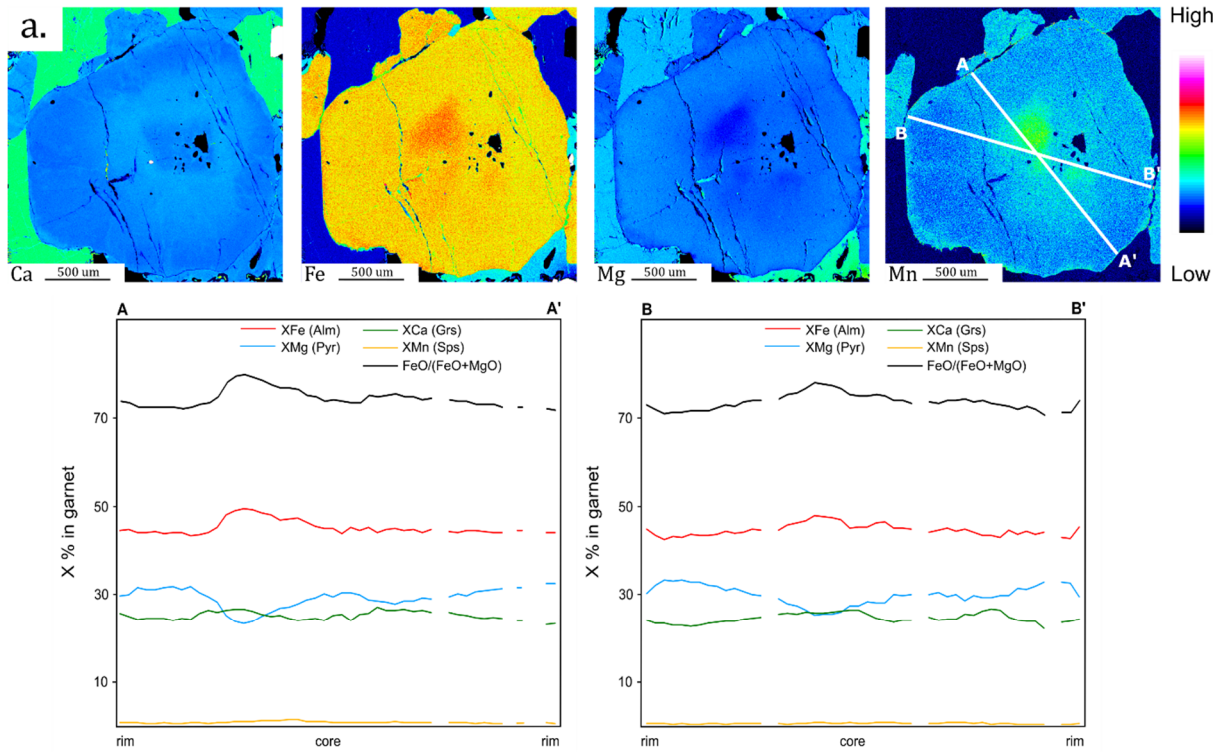 a.
Ca
500 um
Fe
500 um
Mg
500 um
A
B
B'
A'
Mn
500 um
High
Low
A
A'
XFe (Alm)
XCa (Grs)
XMg (Pyr)
XMn (Sps)
FeO/(FeO+MgO)
X % in garnet
70
50
30
10
rim
core
rim
B
B'
XFe (Alm)
XCa (Grs)
XMg (Pyr)
XMn (Sps)
FeO/(FeO+MgO)
X % in garnet
70
50
30
10
rim
core
rim